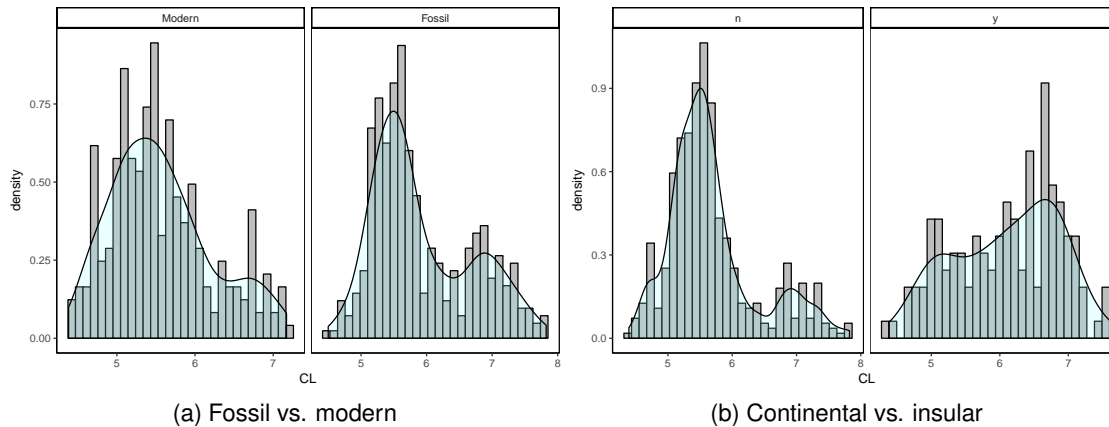 Modern
Fossil
density
0.75
0.50
0.25
0.00
5
6
7
5
6
7
8
CL
(a) Fossil vs. modern
n
y
density
0.9
0.6
0.3
0.0
5
6
7
8
5
6
7
CL
(b) Continental vs. insular